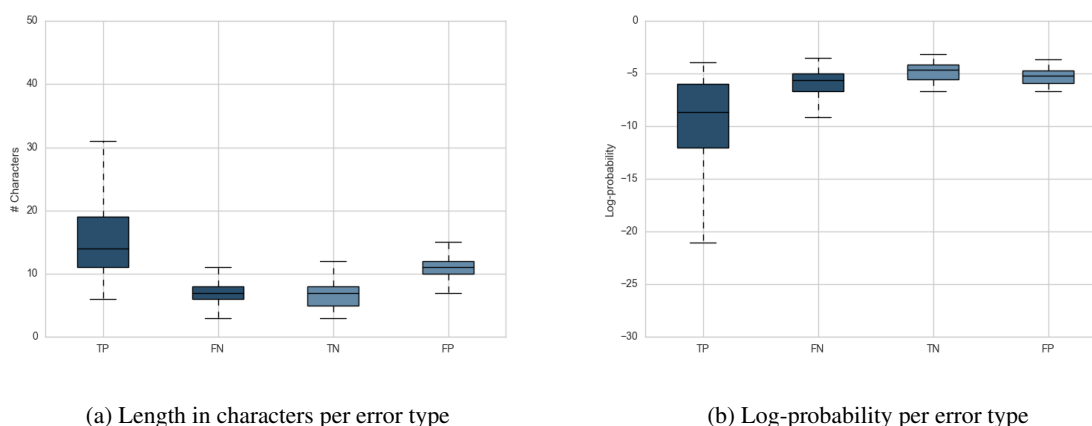 50
40
30
20
10
0
# Characters
TP FN TN FP
(a) Length in characters per error type
0
−5
−10
−15
−20
−25
−30
Log-probability
TP FN TN FP
(b) Log-probability per error type